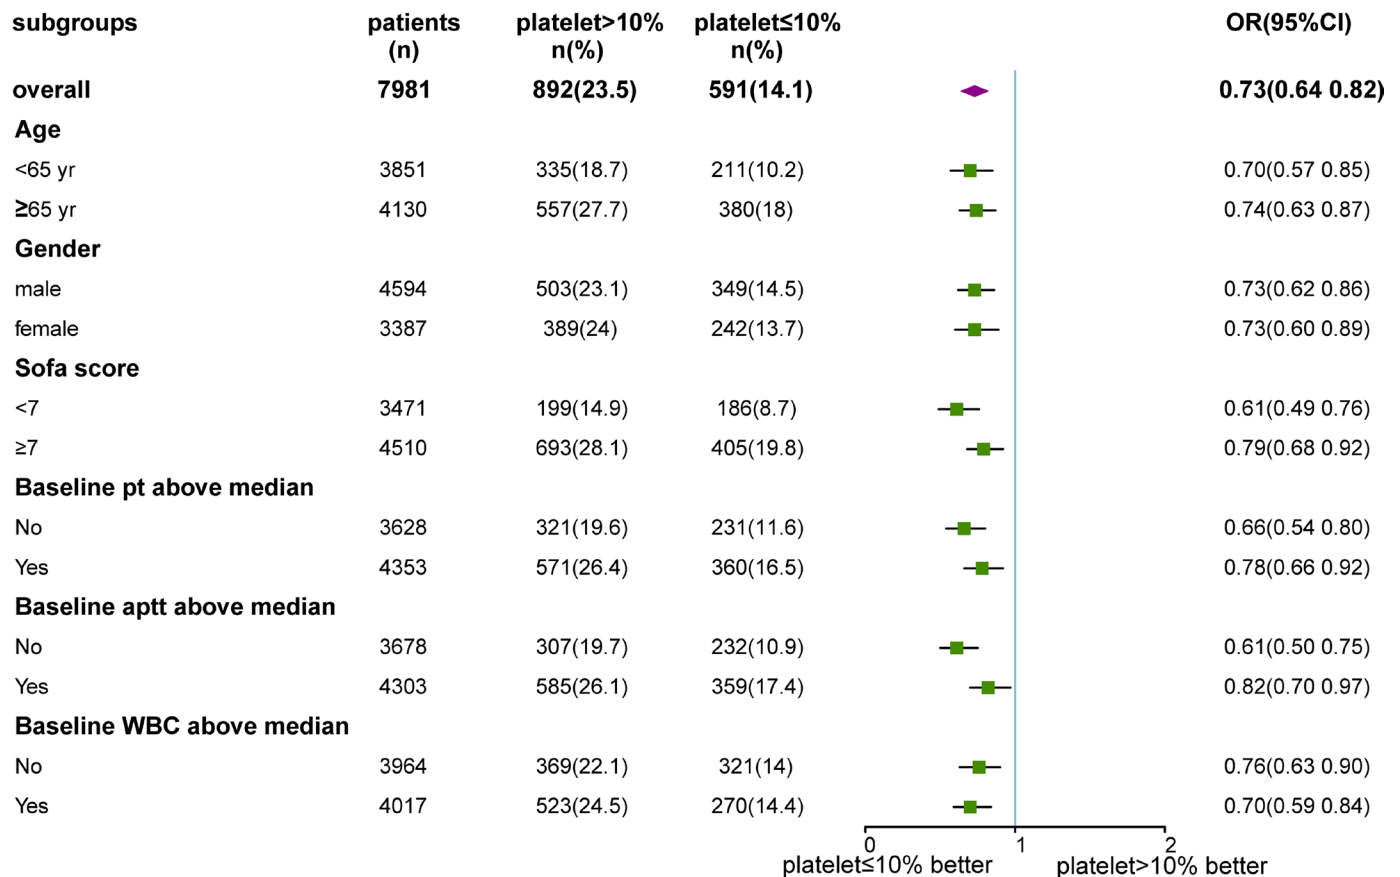 subgroups patients platelet>10% platelet≤10% OR(95%CI)
(n) n(%) n(%)
overall 7981 892(23.5) 591(14.1) 0.73(0.64 0.82)
Age
<65 yr 3851 335(18.7) 211(10.2) 0.70(0.57 0.85)
≥65 yr 4130 557(27.7) 380(18) 0.74(0.63 0.87)
Gender
male 4594 503(23.1) 349(14.5) 0.73(0.62 0.86)
female 3387 389(24) 242(13.7) 0.73(0.60 0.89)
Sofa score
<7 3471 199(14.9) 186(8.7) 0.61(0.49 0.76)
≥7 4510 693(28.1) 405(19.8) 0.79(0.68 0.92)
Baseline pt above median
No 3628 321(19.6) 231(11.6) 0.66(0.54 0.80)
Yes 4353 571(26.4) 360(16.5) 0.78(0.66 0.92)
Baseline aptt above median
No 3678 307(19.7) 232(10.9) 0.61(0.50 0.75)
Yes 4303 585(26.1) 359(17.4) 0.82(0.70 0.97)
Baseline WBC above median
No 3964 369(22.1) 321(14) 0.76(0.63 0.90)
Yes 4017 523(24.5) 270(14.4) 0.70(0.59 0.84)
0 1 2
platelet≤10% better platelet>10% better